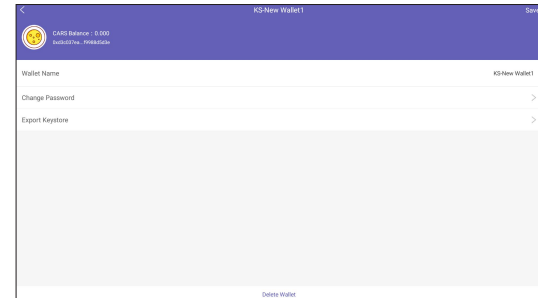 KS-New Wallet1
Save
CARS Balance : 0.000
Wallet Name
KS-New Wallet1
Change Password
Export Keystore
Delete Wallet